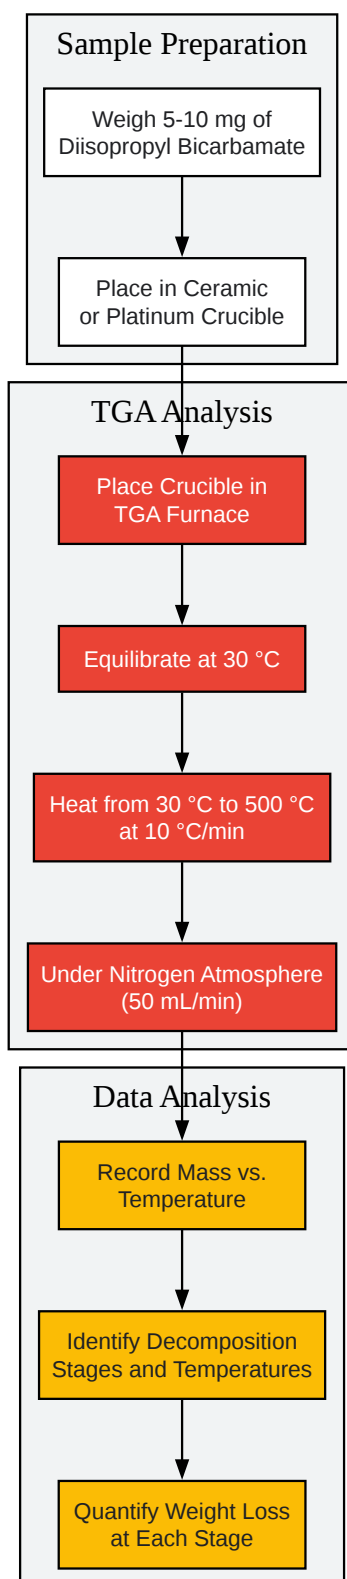 Sample Preparation
Weigh 5-10 mg of
Diisopropyl Bicarbamate
Place in Ceramic
or Platinum Crucible
TGA Analysis
Place Crucible in
TGA Furnace
Equilibrate at 30 °C
Heat from 30 °C to 500 °C
at 10 °C/min
Under Nitrogen Atmosphere
(50 mL/min)
Data Analysis
Record Mass vs.
Temperature
Identify Decomposition
Stages and Temperatures
Quantify Weight Loss
at Each Stage